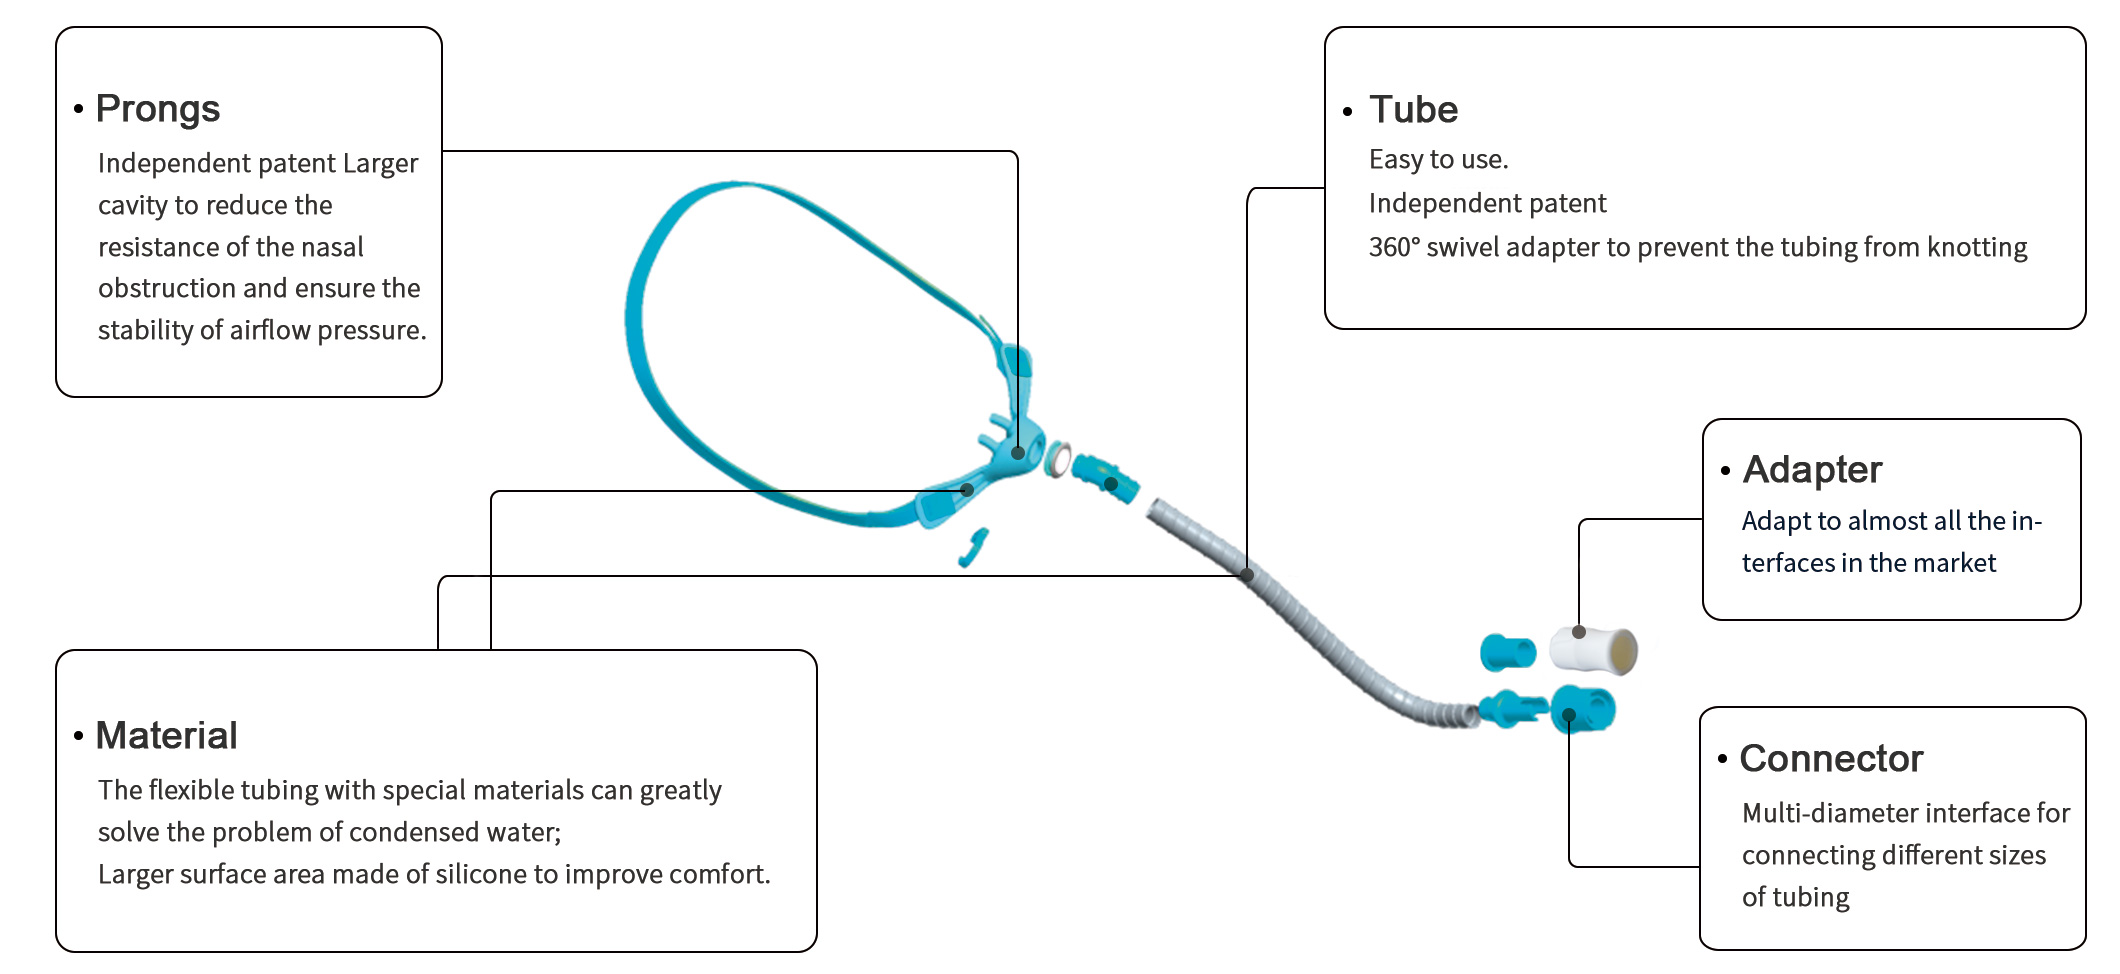 • Prongs
Independent patent Larger
cavity to reduce the
resistance of the nasal
obstruction and ensure the
stability of airflow pressure.
• Tube
Easy to use.
Independent patent
360° swivel adapter to prevent the tubing from knotting
• Adapter
Adapt to almost all the in-
terfaces in the market
• Material
The flexible tubing with special materials can greatly
solve the problem of condensed water;
Larger surface area made of silicone to improve comfort.
• Connector
Multi-diameter interface for
connecting different sizes
of tubing